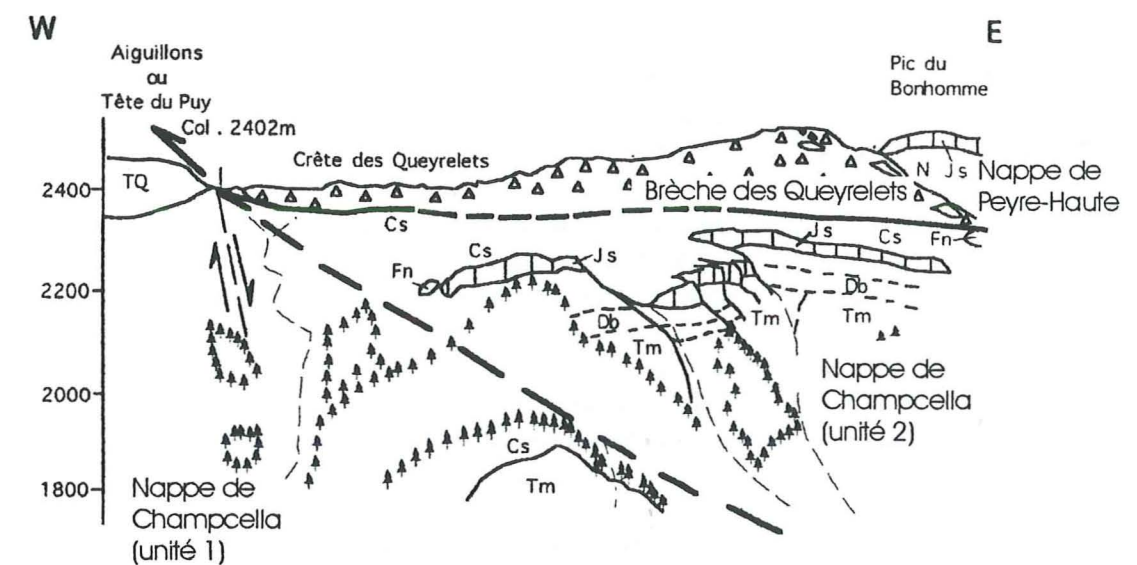 W
E
Aiguillons
ou
Tête du Puy
Col . 2402m
Pic du
Bonhomme
Crête des Queyrelets
TQ
2400
N Js
Nappe de
Peyre-Haute
Brèche des Queyrelets
Cs
Js
Cs
Fn
Cs
Js
Fn
2200
Db
Tm
Db
Tm
Tm
2000
Nappe de
Champcella
(unité 2)
Cs
Tm
1800
Nappe de
Champcella
(unité 1)